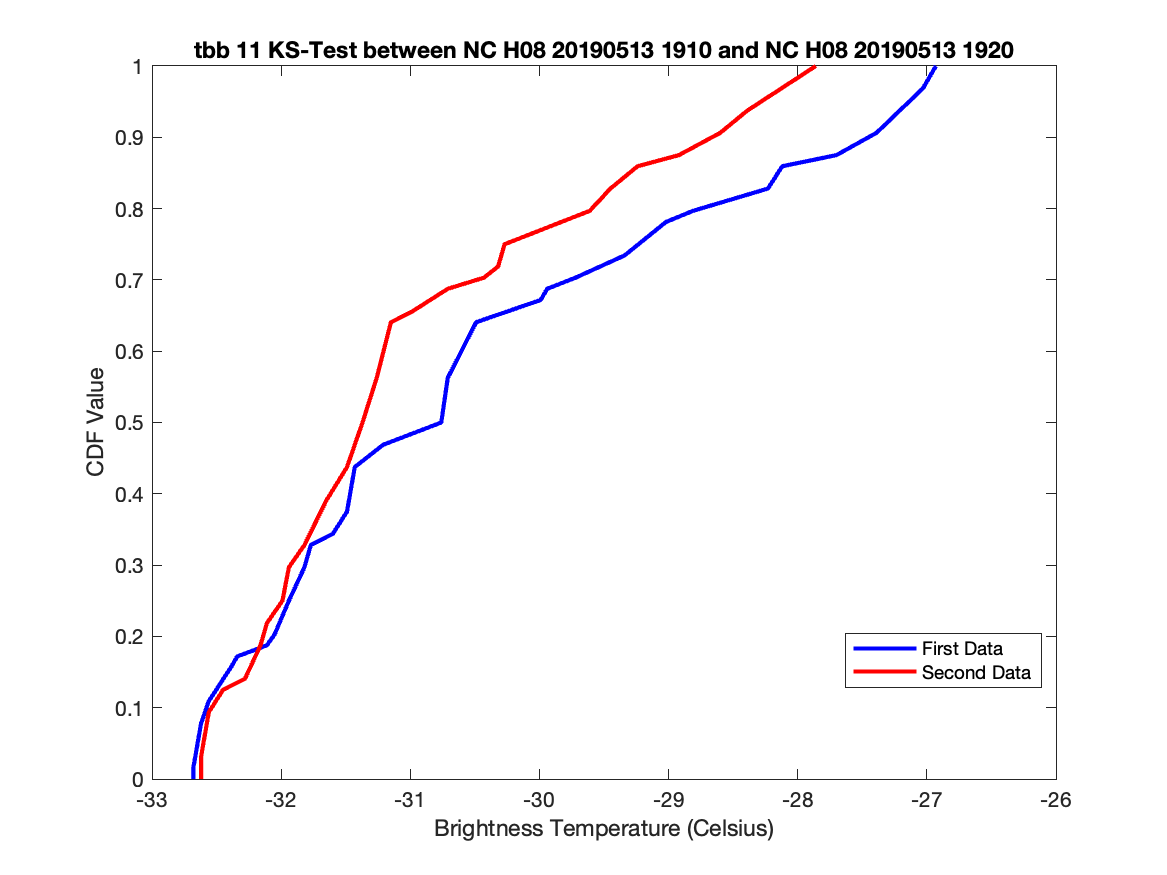 tbb 11 KS-Test between NC H08 20190513 1910 and NC H08 20190513 1920
1
0.9
0.8
0.7
0.6
0.5
0.4
0.3
0.2
0.1
0
CDF Value
First Data
Second Data
-33 -32 -31 -30 -29 -28 -27 -26
Brightness Temperature (Celsius)